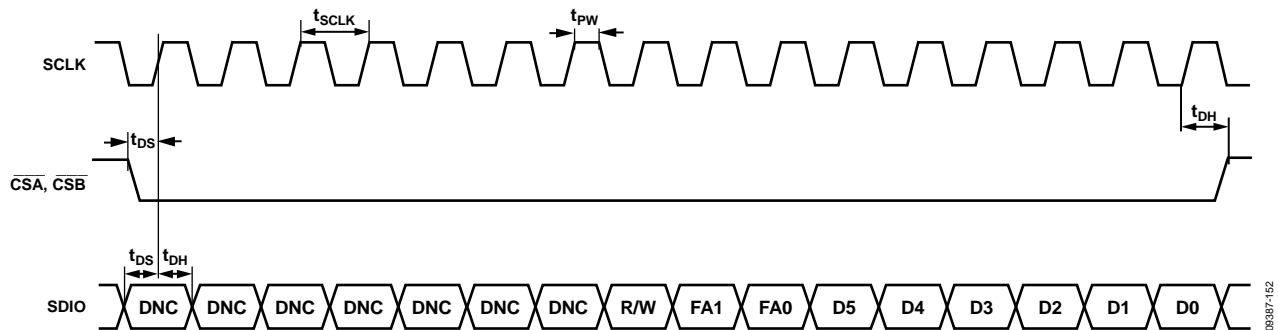 tSCLK
tPW
SCLK
tDH
tDS
CSA, CSB
tDS tDH
SDIO DNC DNC DNC DNC DNC DNC DNC R/W FA1 FA0 D5 D4 D3 D2 D1 D0
09387-152